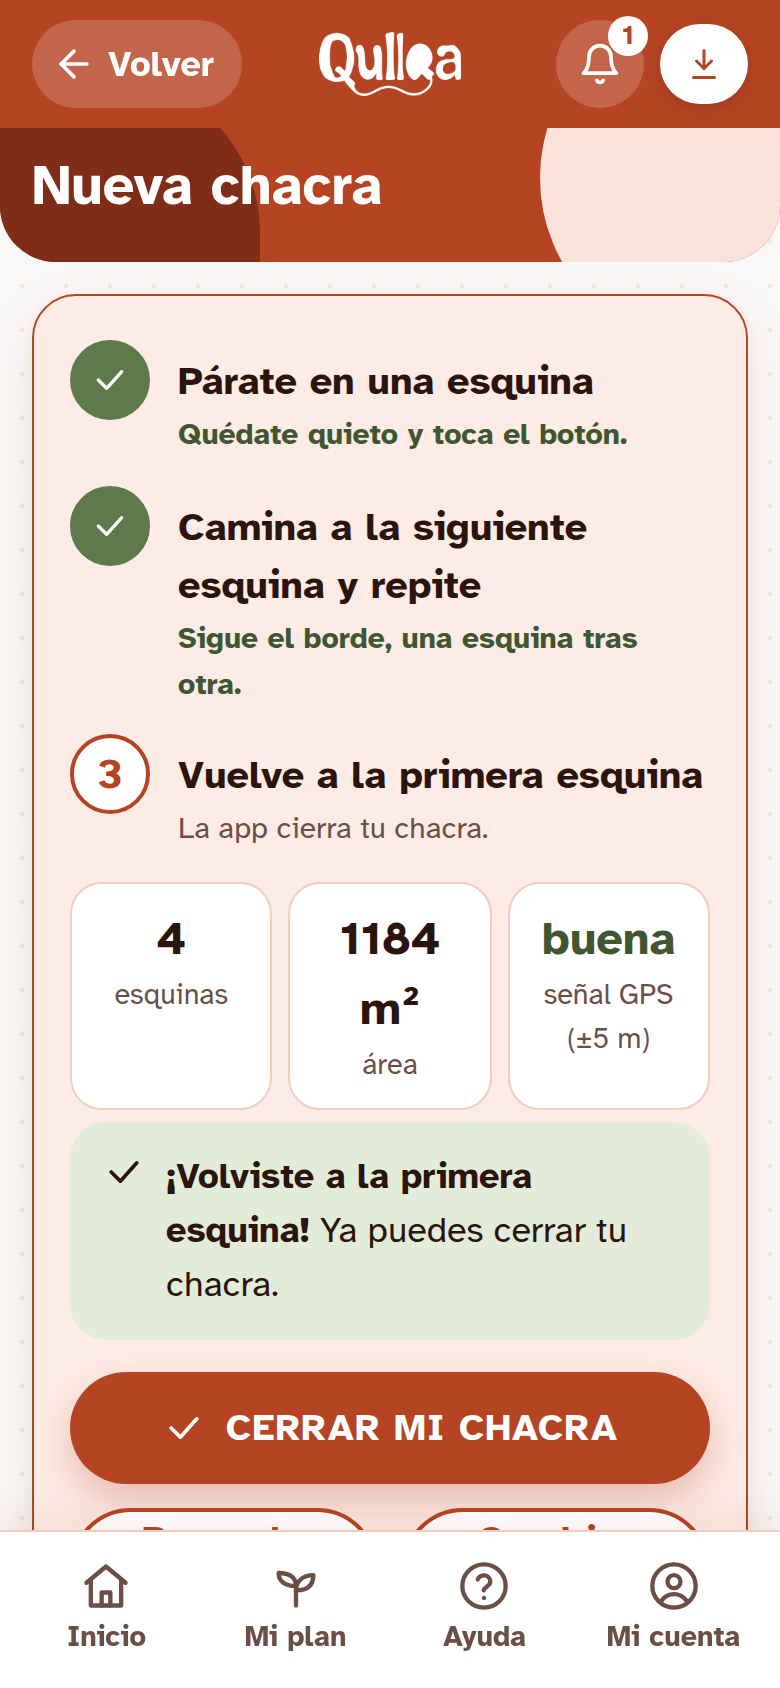 Volver
Qulloa
1
Nueva chacra
Párate en una esquina
Quédate quieto y toca el botón.
Camina a la siguiente
esquina y repite
Sigue el borde, una esquina tras
otra.
3
Vuelve a la primera esquina
La app cierra tu chacra.
4
esquinas
1184
m²
área
buena
señal GPS
(±5 m)
¡Volviste a la primera
esquina! Ya puedes cerrar tu
chacra.
CERRAR MI CHACRA
Inicio
Mi plan
Ayuda
Mi cuenta